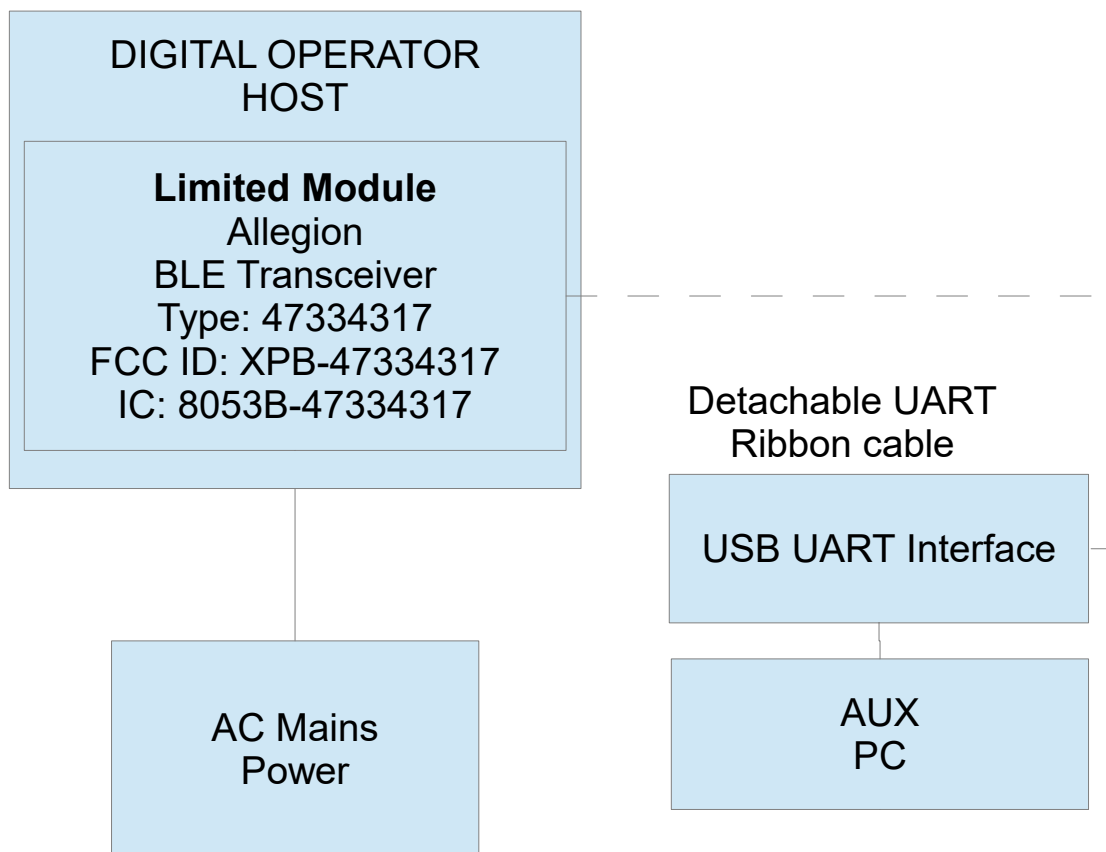 DIGITAL OPERATOR
HOST
Limited Module
Allegion
BLE Transceiver
Type: 47334317
FCC ID: XPB-47334317
IC: 8053B-47334317
Detachable UART
Ribbon cable
USB UART Interface
AC Mains
Power
AUX
PC